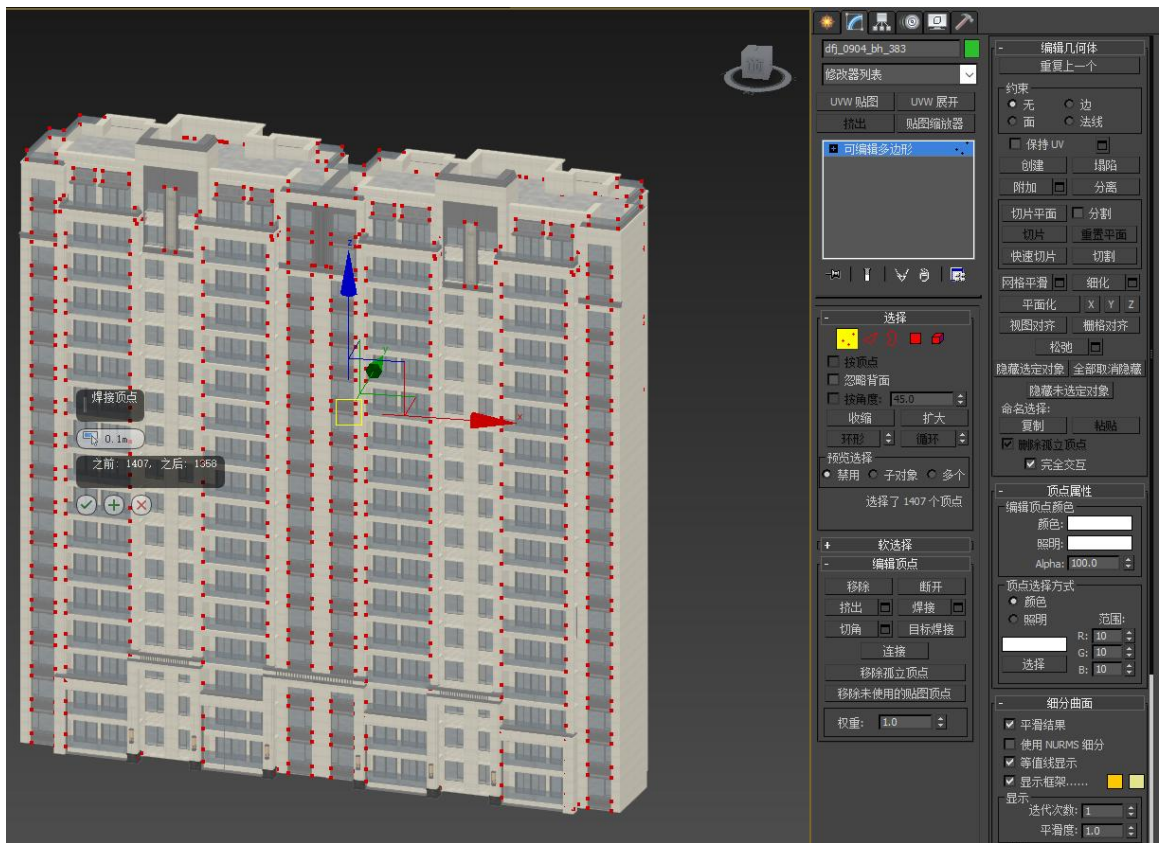 前
焊接顶点
0.1m
之前: 1407, 之后: 1358
z
y
x
dfj_0904_bh_383
修改器列表
UVW 贴图 UVW 展开
挤出 贴图缩放器
可编辑多边形
- 选择
按顶点
忽略背面
按角度: 45.0
收缩 扩大
环形 循环
预览选择
禁用 子对象 多个
选择了 1407 个顶点
+ 软选择
- 编辑顶点
移除 断开
挤出 焊接
切角 目标焊接
连接
移除孤立顶点
移除未使用的贴图顶点
权重: 1.0
- 编辑几何体
重复上一个
约束
无 边
面 法线
保持 UV
创建 塌陷
附加 分离
切片平面 分割
切片 重置平面
快速切片 切割
网格平滑 细化
平面化 X Y Z
视图对齐 栅格对齐
松弛
隐藏选定对象 全部取消隐藏
隐藏未选定对象
命名选择:
复制 粘贴
删除孤立顶点
完全交互
- 顶点属性
编辑顶点颜色
颜色:
照明:
Alpha: 100.0
顶点选择方式
颜色
照明 范围:
R: 10
G: 10
选择 B: 10
- 细分曲面
平滑结果
使用 NURMS 细分
等值线显示
显示框架......
显示
迭代次数: 1
平滑度: 1.0